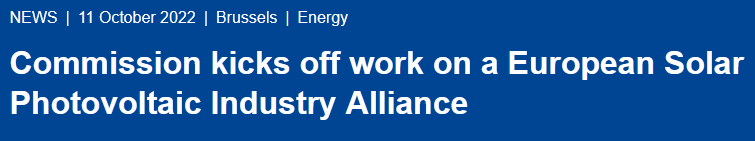 NEWS | 11 October 2022 | Brussels | Energy
Commission kicks off work on a European Solar
Photovoltaic Industry Alliance